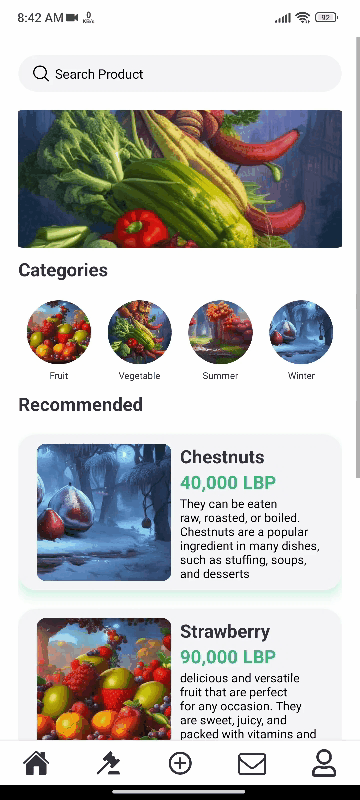 8:42 AM 0 KB/s 92
Search Product
Categories
Fruit Vegetable Summer Winter
Recommended
Chestnuts
40,000 LBP
They can be eaten
raw, roasted, or boiled.
Chestnuts are a popular
ingredient in many dishes,
such as stuffing, soups,
and desserts
Strawberry
90,000 LBP
delicious and versatile
fruit that are perfect
for any occasion. They
are sweet, juicy, and
packed with vitamins and